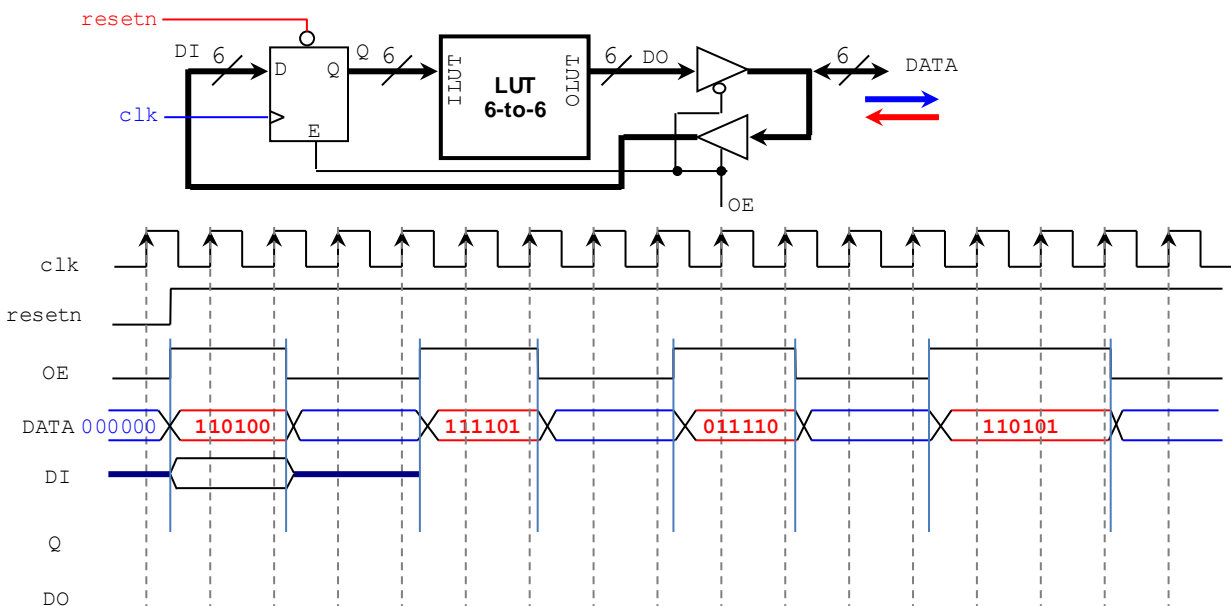 resetn
DI 6 Q 6 6 DO 6 DATA
D Q ILUT LUT OLUT
6-to-6
clk
E
OE
clk
resetn
OE
DATA 000000 110100 111101 011110 110101
DI
Q
DO